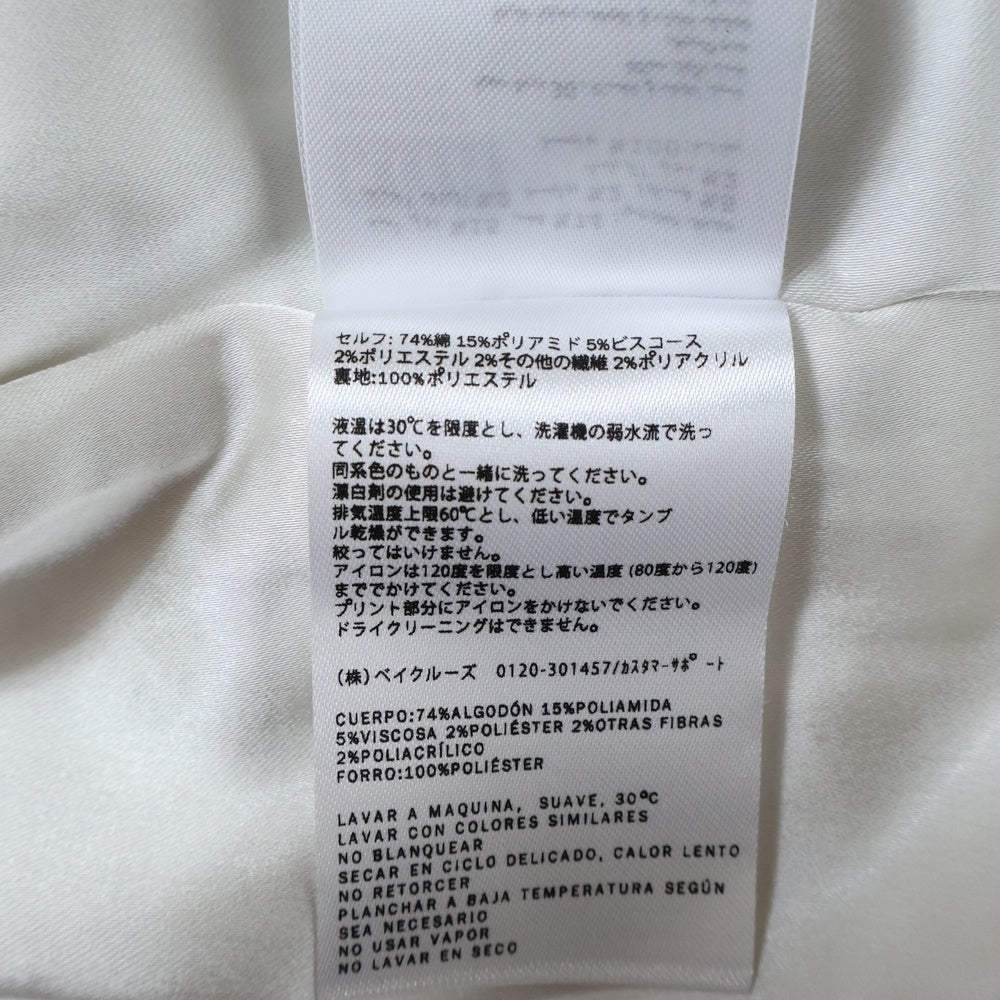 セルフ: 74%綿 15%ポリアミド 5%ビスコース
2%ポリエステル 2%その他の繊維 2%ポリアクリル
裏地:100%ポリエステル
液温は30℃を限度とし、洗濯機の弱水流で洗っ
てください。
同系色のものと一緒に洗ってください。
漂白剤の使用は避けてください。
排気温度上限60℃とし、低い温度でタンブ
ル乾燥ができます。
絞ってはいけません。
アイロンは120度を限度とし高い温度 (80度から120度)
まででかけてください。
プリント部分にアイロンをかけないでください。
ドライクリーニングはできません。
(株)ベイクルーズ 0120-301457/カスタマーサポート
CUERPO:74%ALGODÓN 15%POLIAMIDA
5%VISCOSA 2%POLIÉSTER 2%OTRAS FIBRAS
2%POLIACRÍLICO
FORRO:100%POLIÉSTER
LAVAR A MAQUINA, SUAVE, 30°C
LAVAR CON COLORES SIMILARES
NO BLANQUEAR
SECAR EN CICLO DELICADO, CALOR LENTO
NO RETORCER
PLANCHAR A BAJA TEMPERATURA SEGÚN
SEA NECESARIO
NO USAR VAPOR
NO LAVAR EN SECO